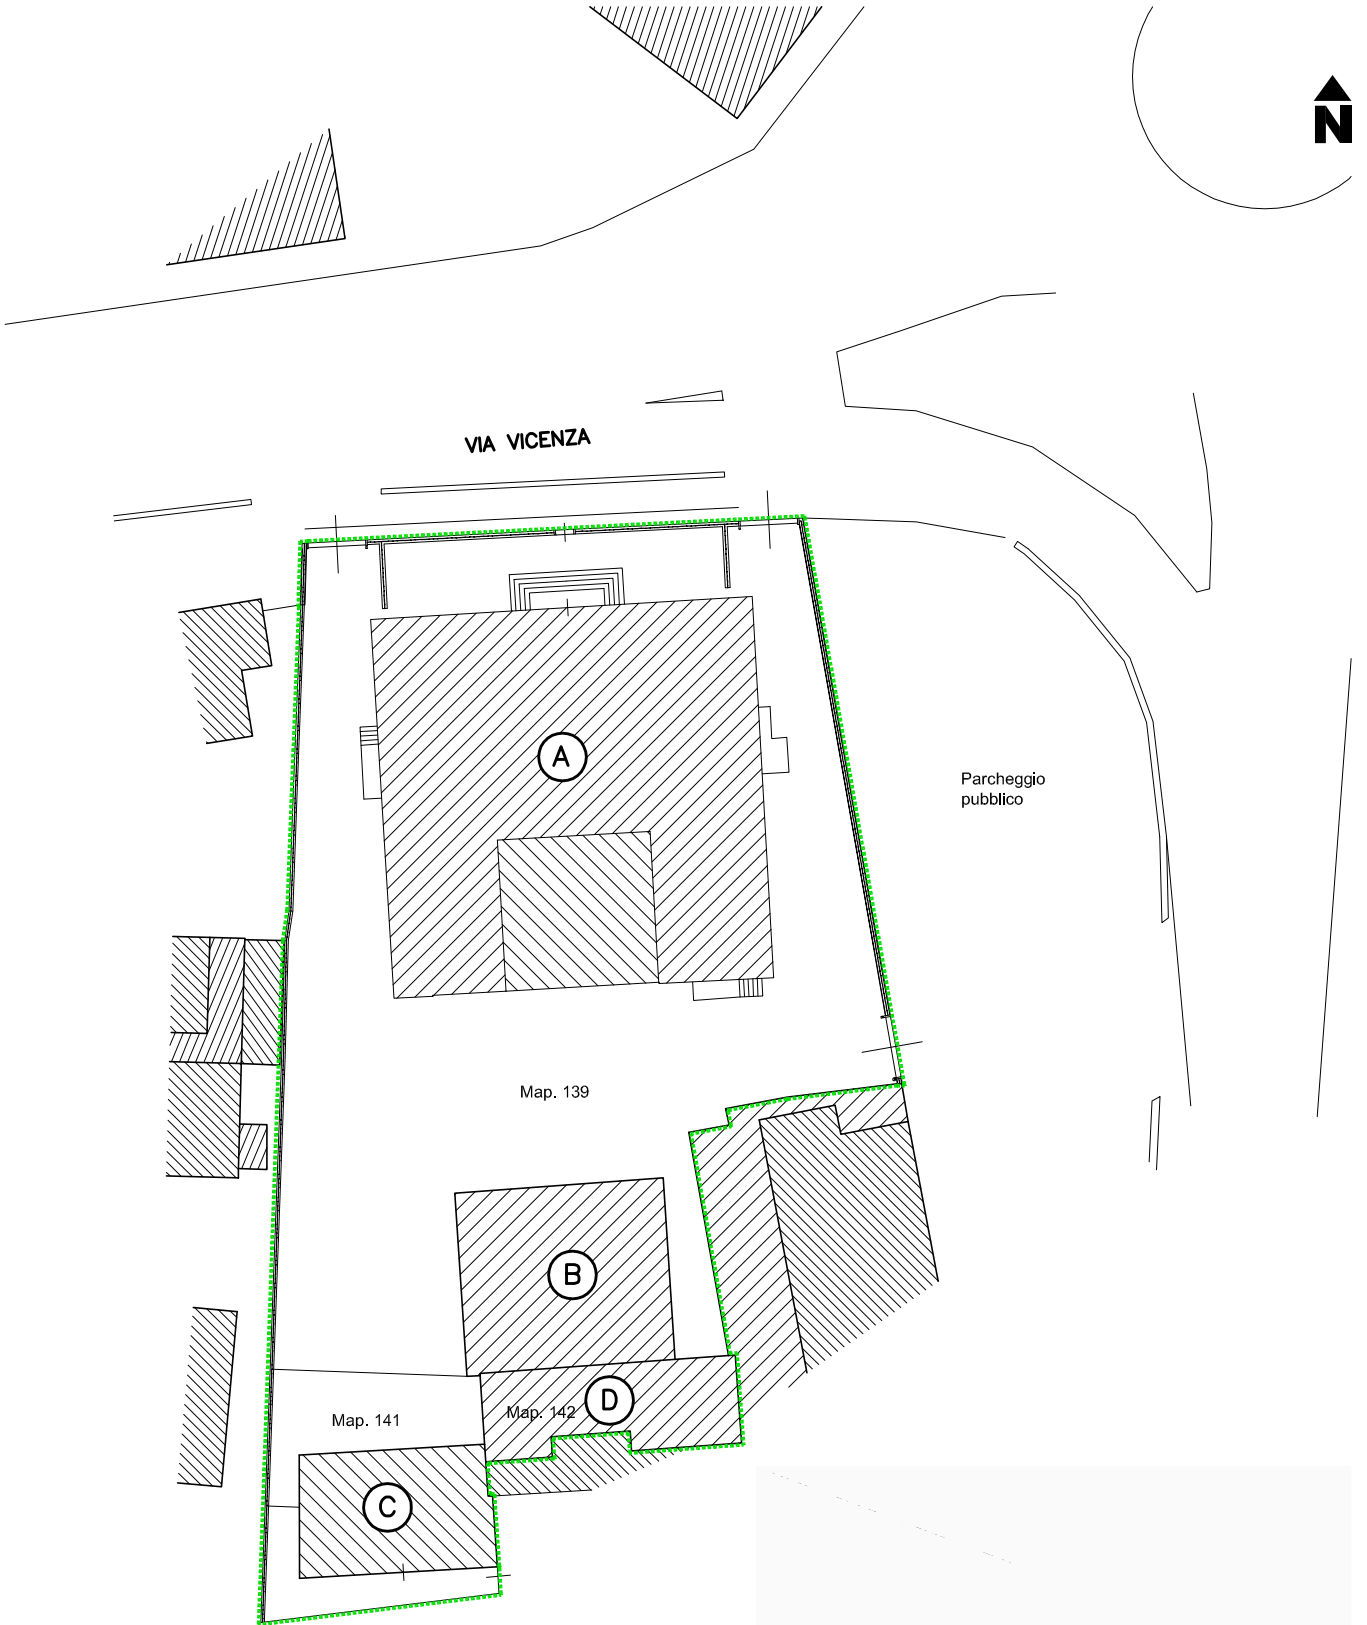 N
VIA VICENZA
A
Parcheggio
pubblico
Map. 139
B
D
Map. 142
Map. 141
C